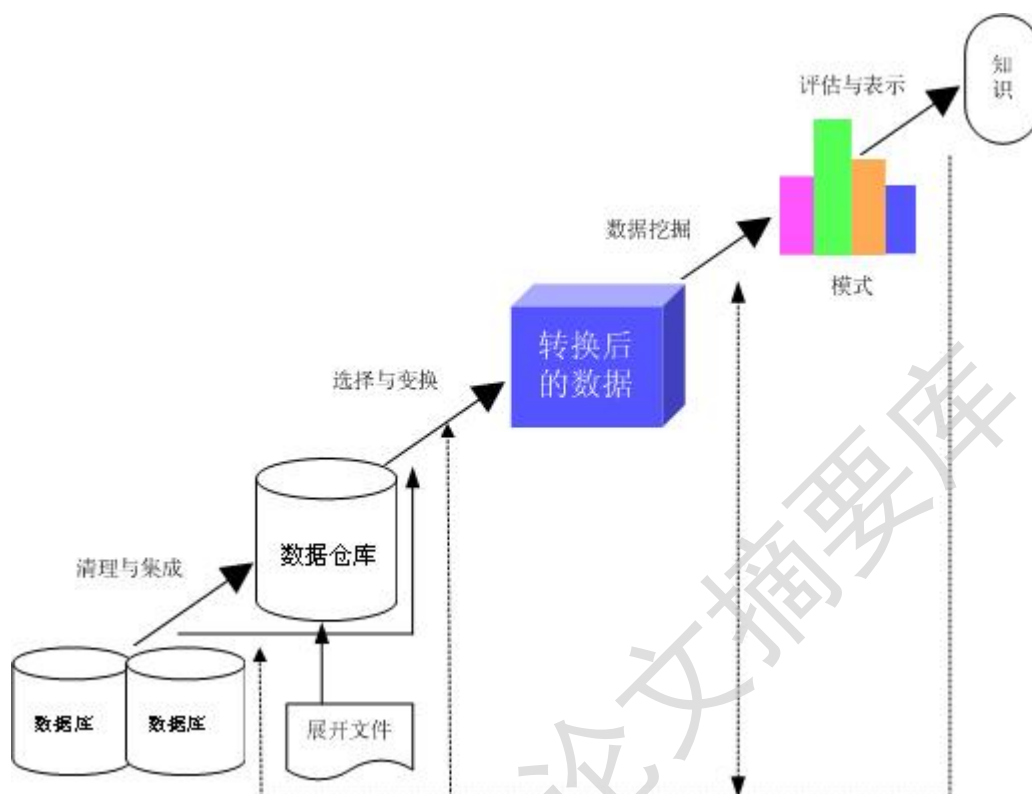 知
识
评估与表示
数据挖掘
模式
转换后
的数据
选择与变换
数据仓库
清理与集成
数据库
数据库
展开文件
论文摘要库